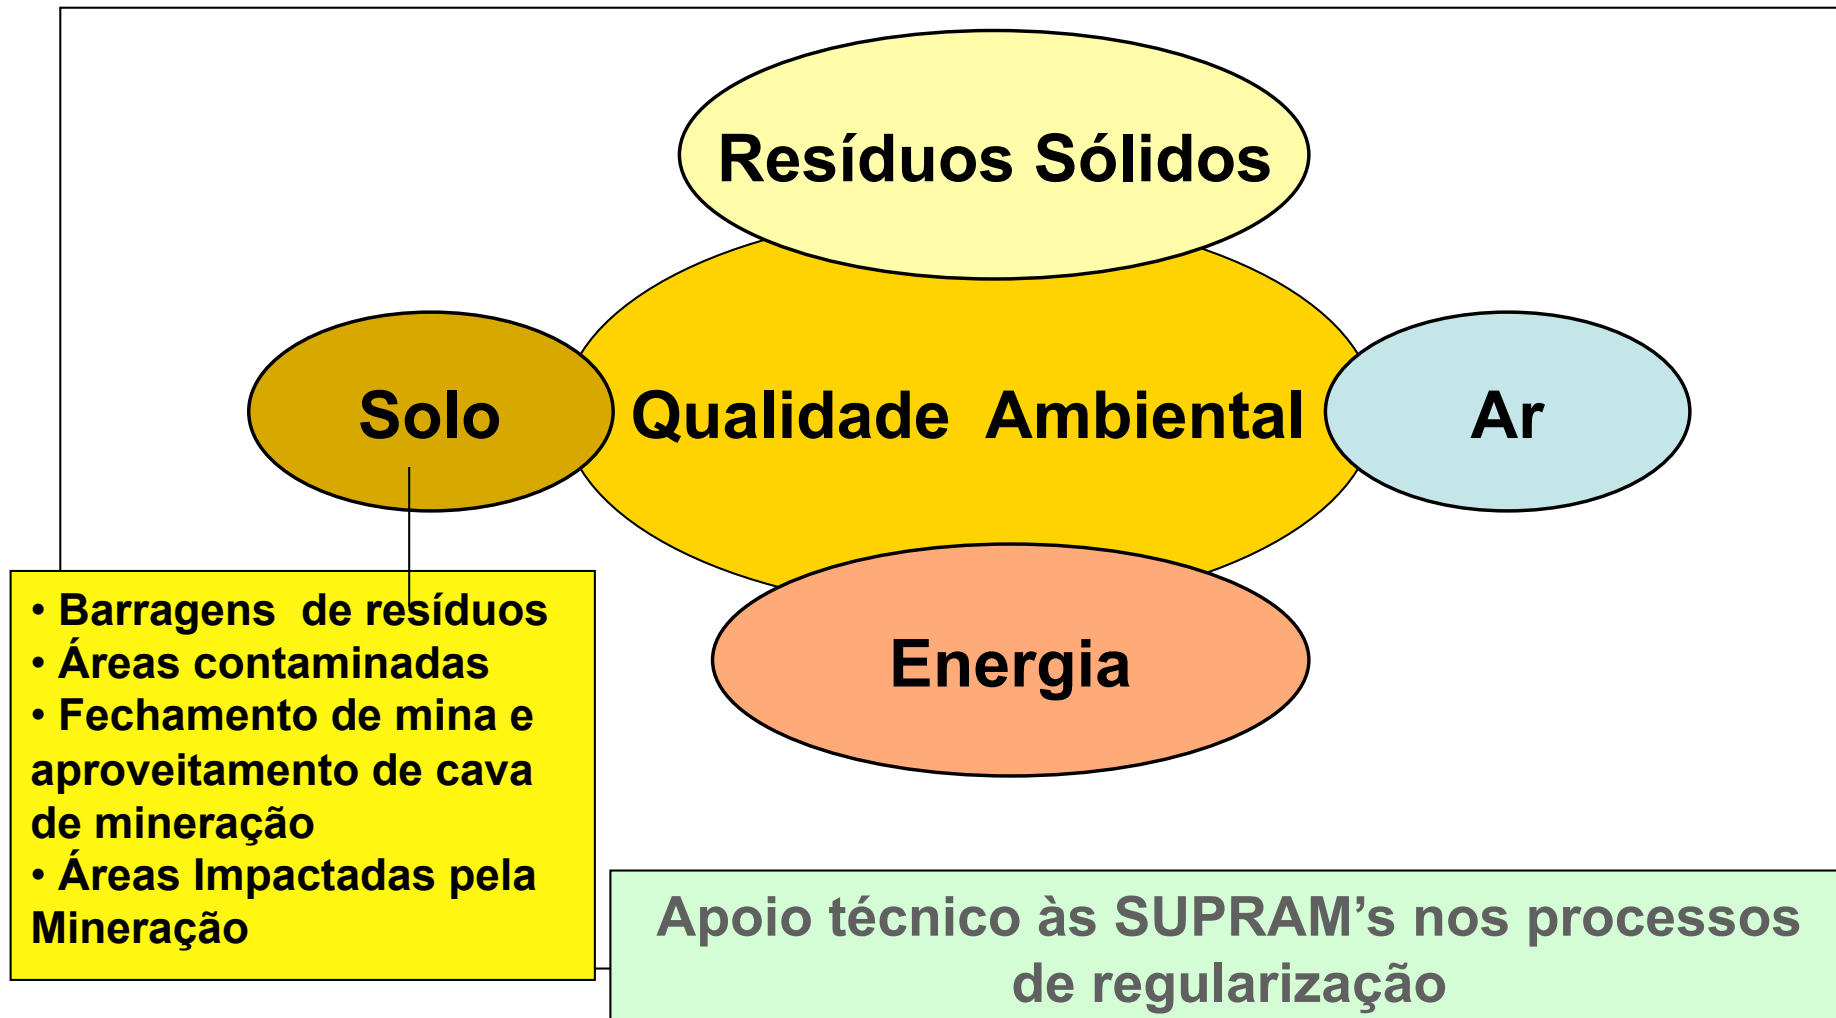 Resíduos Sólidos
Solo
Qualidade  Ambiental
Ar
Energia
• Barragens  de resíduos
• Áreas contaminadas
• Fechamento de mina e
aproveitamento de cava
de mineração
• Áreas Impactadas pela
Mineração
Apoio técnico às SUPRAM’s nos processos
de regularização